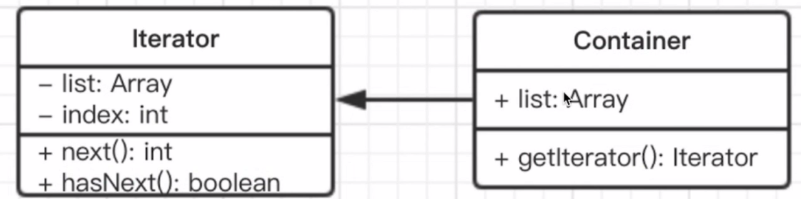 Iterator
– list: Array
– index: int
+ next(): int
+ hasNext(): boolean
Container
+ list: Array
+ getIterator(): Iterator